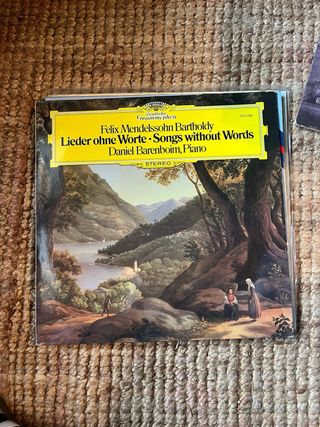 Deutsche
Grammophon
Felix Mendelssohn Bartholdy
Lieder ohne Worte · Songs without Words
Daniel Barenboim, Piano
STEREO